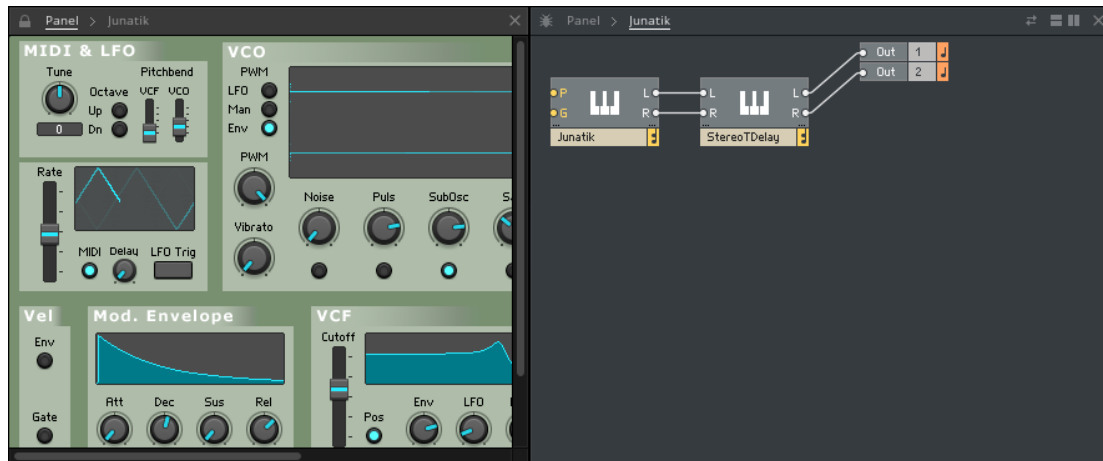 Panel > Junatik
MIDI & LFO
Tune
Pitchbend
Octave
VCF
VCO
Up
0
Dn
Rate
MIDI
Delay
LFO Trig
VCO
PWM
LFO
Man
Env
PWM
Noise
Puls
SubOsc
Vibrato
Vel
Env
Gate
Mod. Envelope
Att
Dec
Sus
Rel
VCF
Cutoff
Pos
Env
LFO
Panel > Junatik
P
G
L
R
Junatik
L
R
L
R
StereoTDelay
Out 1
Out 2